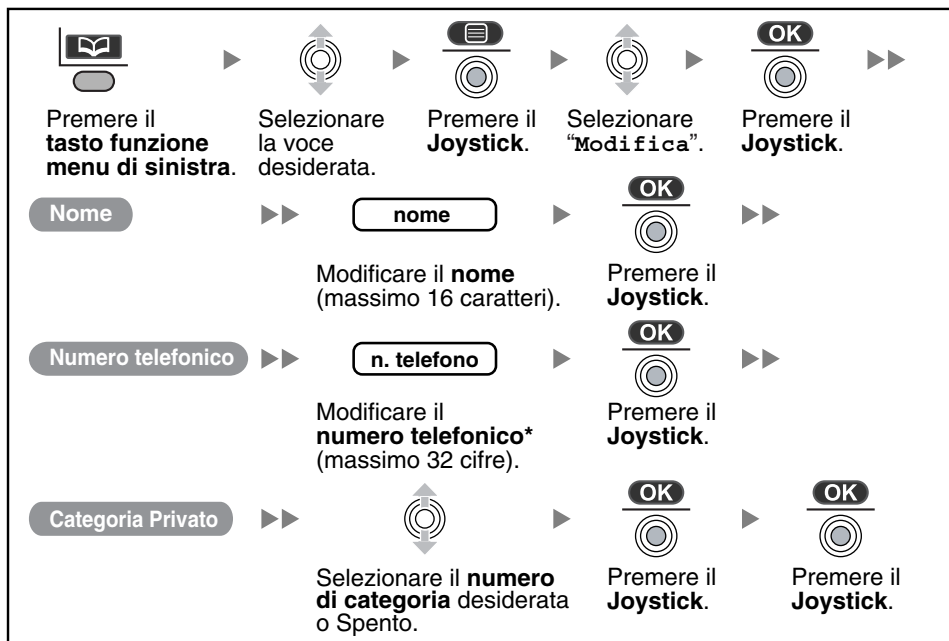 OK
Premere il
tasto funzione
menu di sinistra.
Selezionare
la voce
desiderata.
Premere il
Joystick.
Selezionare
“Modifica”.
Premere il
Joystick.
Nome
nome
OK
Modificare il nome
(massimo 16 caratteri).
Premere il
Joystick.
Numero telefonico
n. telefono
OK
Modificare il
numero telefonico*
(massimo 32 cifre).
Premere il
Joystick.
Categoria Privato
OK
OK
Selezionare il numero
di categoria desiderata
o Spento.
Premere il
Joystick.
Premere il
Joystick.